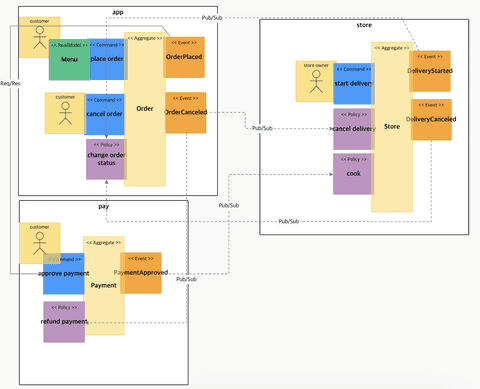 app
Pub/Sub
customer
<< ReadModel >>
Menu
<< Command >>
place order
<< Aggregate >>
Order
<< Event >>
OrderPlaced
Req/Res
customer
<< Command >>
cancel order
<< Event >>
OrderCanceled
<< Policy >>
change order
status
store
store owner
<< Command >>
start delivery
<< Aggregate >>
Store
<< Event >>
DeliveryStarted
<< Policy >>
cancel delivery
<< Event >>
DeliveryCanceled
<< Policy >>
cook
Pub/Sub
Pub/Sub
Pub/Sub
Pub/Sub
pay
customer
mmand >>
approve payment
<< Aggregate >>
Payment
<< Event >>
PaymentApproved
<< Policy >>
refund payment